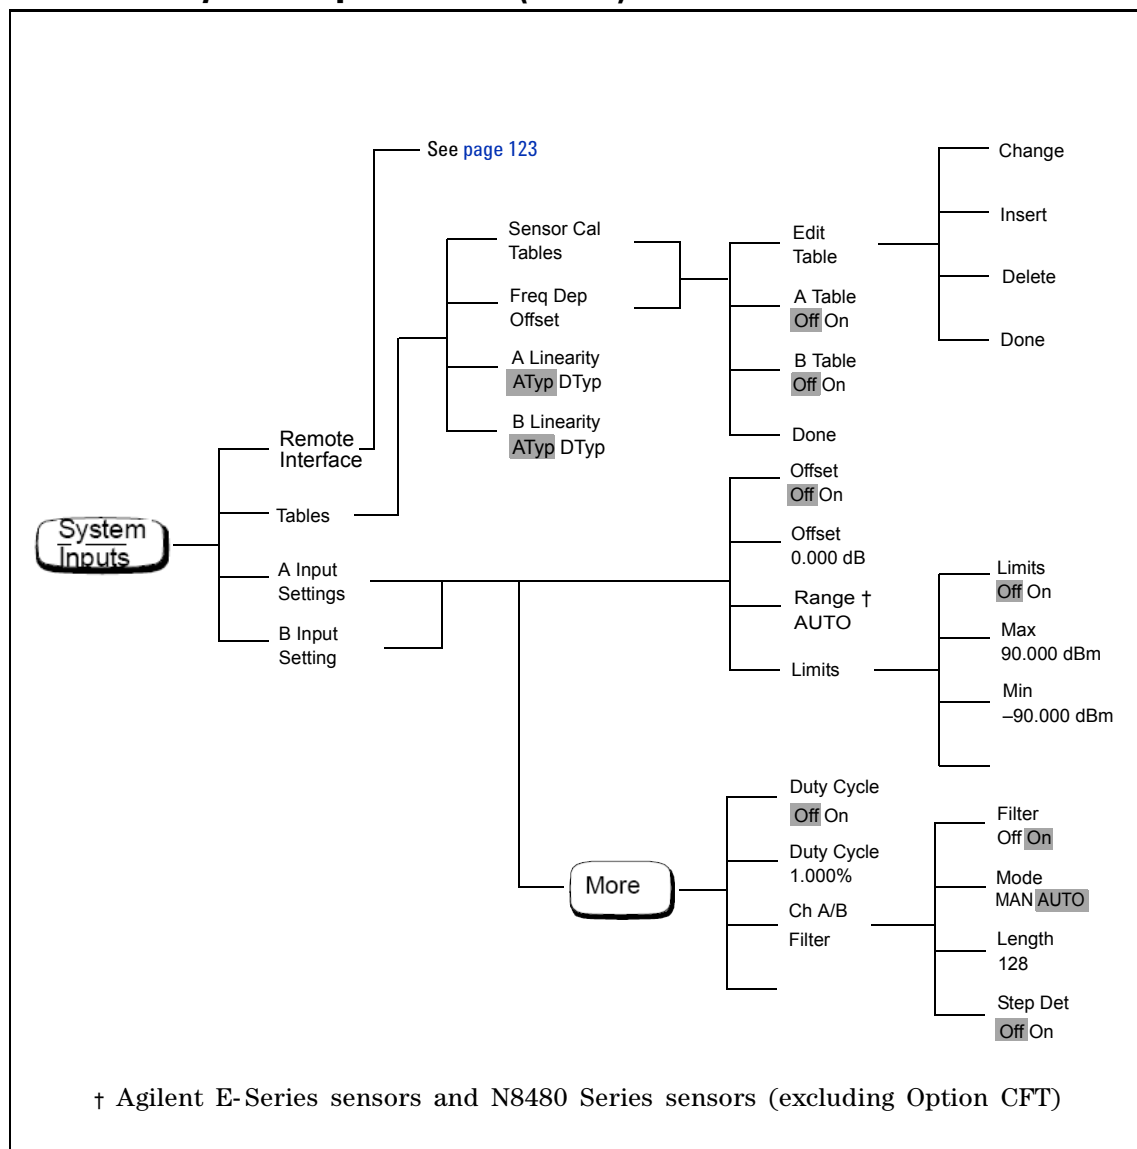 See page 123
Change
Insert
Delete
Done
Sensor Cal
Tables
Freq Dep
Offset
A Linearity
ATyp DTyp
B Linearity
ATyp DTyp
Edit
Table
A Table
Off On
B Table
Off On
Done
Remote
Interface
Tables
System
Inputs
A Input
Settings
B Input
Setting
Offset
Off On
Offset
0.000 dB
Range †
AUTO
Limits
Limits
Off On
Max
90.000 dBm
Min
–90.000 dBm
More
Duty Cycle
Off On
Duty Cycle
1.000%
Ch A/B
Filter
Filter
Off On
Mode
MAN AUTO
Length
128
Step Det
Off On
† Agilent E-Series sensors and N8480 Series sensors (excluding Option CFT)